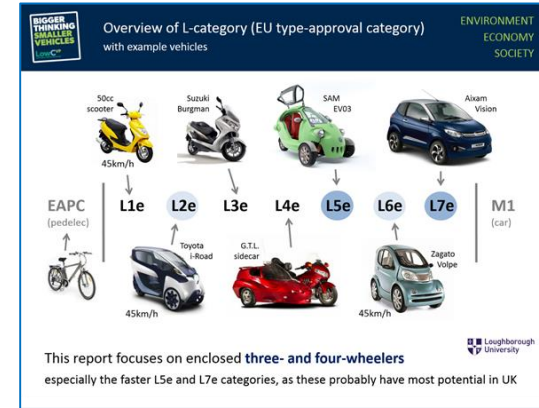 BIGGER
THINKING
SMALLER
VEHICLES
LowCVP
Overview of L-category (EU type-approval category)
with example vehicles
ENVIRONMENT
ECONOMY
SOCIETY
50cc
scooter
45km/h
Suzuki
Burgman
SAM
EV03
Aixam
Vision
EAPC
(pedelec)
L1e
L2e
L3e
L4e
L5e
L6e
L7e
M1
(car)
Toyota
i-Road
45km/h
G.T.L.
sidecar
Zagato
Volpe
45km/h
Loughborough
University
This report focuses on enclosed three- and four-wheelers
especially the faster L5e and L7e categories, as these probably have most potential in UK